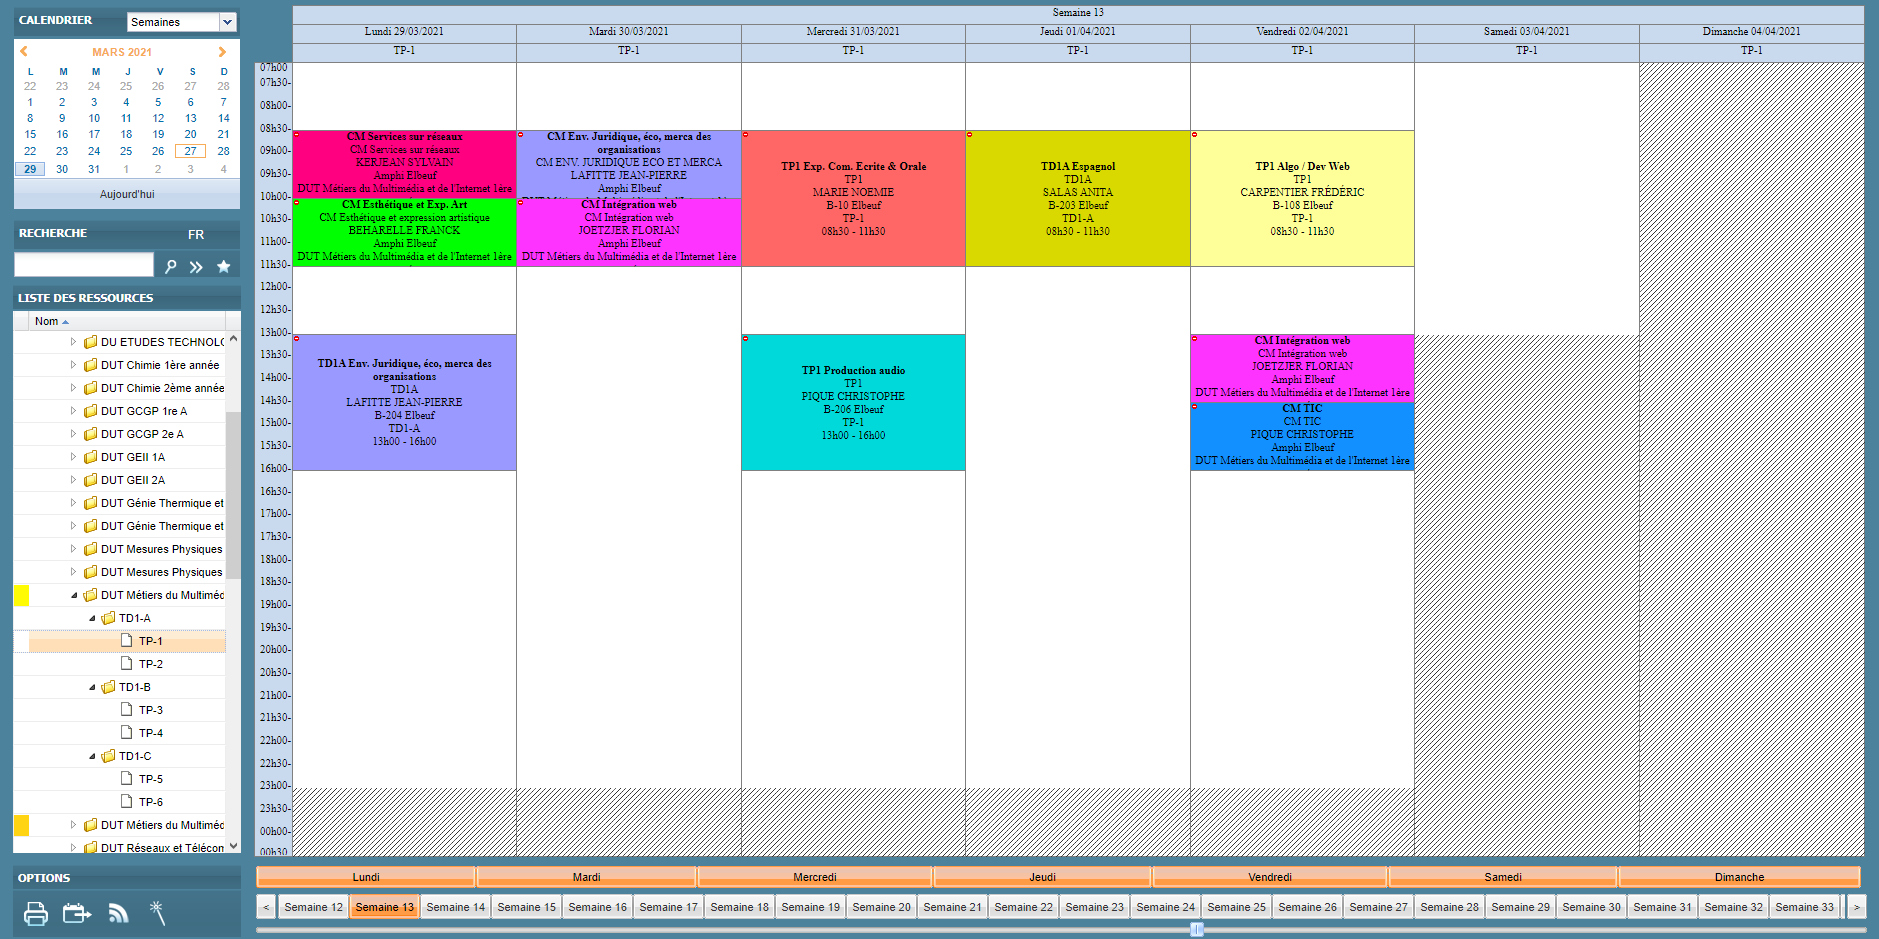 CALENDRIER
Semaines
MARS 2021
L M M J V S D
22 23 24 25 26 27 28
1 2 3 4 5 6 7
8 9 10 11 12 13 14
15 16 17 18 19 20 21
22 23 24 25 26 27 28
29 30 31 1 2 3 4
Aujourd'hui
RECHERCHE FR
LISTE DES RESSOURCES
Nom
DU ETUDES TECHNOLO
DUT Chimie 1ère année
DUT Chimie 2ème année
DUT GCGP 1re A
DUT GCGP 2e A
DUT GEII 1A
DUT GEII 2A
DUT Génie Thermique et
DUT Génie Thermique et
DUT Mesures Physiques
DUT Mesures Physiques
DUT Métiers du Multiméd
TD1-A
TP-1
TP-2
TD1-B
TP-3
TP-4
TD1-C
TP-5
TP-6
DUT Métiers du Multiméd
DUT Réseaux et Télécom
OPTIONS
Semaine 13
Lundi 29/03/2021 Mardi 30/03/2021 Mercredi 31/03/2021 Jeudi 01/04/2021 Vendredi 02/04/2021 Samedi 03/04/2021 Dimanche 04/04/2021
TP-1 TP-1 TP-1 TP-1 TP-1 TP-1 TP-1
07h00
07h30-
08h00-
08h30-
09h00-
09h30-
10h00-
10h30-
11h00-
11h30-
12h00-
12h30-
13h00-
13h30-
14h00-
14h30-
15h00-
15h30-
16h00-
16h30-
17h00-
17h30-
18h00-
18h30-
19h00-
19h30-
20h00-
20h30-
21h00-
21h30-
22h00-
22h30-
23h00-
23h30-
00h00-
00h30
CM Services sur réseaux
CM Services sur réseaux
KERJEAN SYLVAIN
Amphi Elbeuf
DUT Métiers du Multimédia et de l'Internet 1ère
CM Esthétique et Exp. Art
CM Esthétique et expression artistique
BEHARELLE FRANCK
Amphi Elbeuf
DUT Métiers du Multimédia et de l'Internet 1ère
TD1A Env. Juridique, éco, merca des
organisations
TD1A
LAFITTE JEAN-PIERRE
B-204 Elbeuf
TD1-A
13h00 - 16h00
CM Env. Juridique, éco, merca des
organisations
CM ENV. JURIDIQUE ECO ET MERCA
LAFITTE JEAN-PIERRE
Amphi Elbeuf
CM Intégration web
CM Intégration web
JOETZJER FLORIAN
Amphi Elbeuf
DUT Métiers du Multimédia et de l'Internet 1ère
TP1 Exp. Com. Ecrite & Orale
TP1
MARIE NOEMIE
B-10 Elbeuf
TP-1
08h30 - 11h30
TP1 Production audio
TP1
PIQUE CHRISTOPHE
B-206 Elbeuf
TP-1
13h00 - 16h00
TD1A Espagnol
TD1A
SALAS ANITA
B-203 Elbeuf
TD1-A
08h30 - 11h30
TP1 Algo / Dev Web
TP1
CARPENTIER FRÉDÉRIC
B-108 Elbeuf
TP-1
08h30 - 11h30
CM Intégration web
CM Intégration web
JOETZJER FLORIAN
Amphi Elbeuf
DUT Métiers du Multimédia et de l'Internet 1ère
CM TIC
CM TIC
PIQUE CHRISTOPHE
Amphi Elbeuf
DUT Métiers du Multimédia et de l'Internet 1ère
Lundi Mardi Mercredi Jeudi Vendredi Samedi Dimanche
< Semaine 12 Semaine 13 Semaine 14 Semaine 15 Semaine 16 Semaine 17 Semaine 18 Semaine 19 Semaine 20 Semaine 21 Semaine 22 Semaine 23 Semaine 24 Semaine 25 Semaine 26 Semaine 27 Semaine 28 Semaine 29 Semaine 30 Semaine 31 Semaine 32 Semaine 33 >